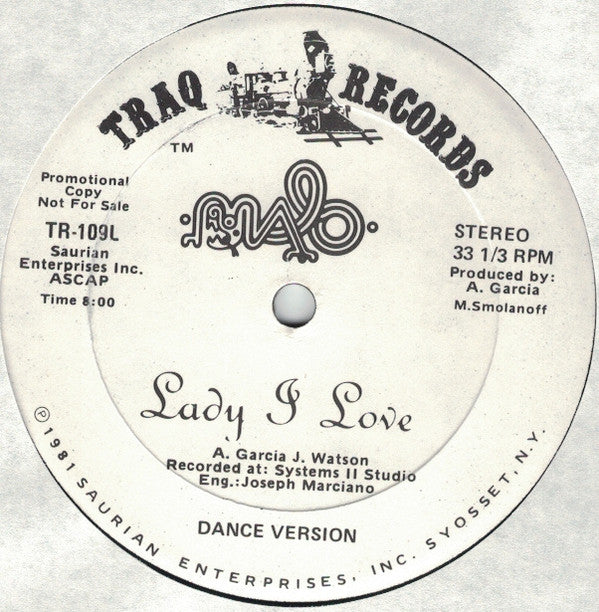 TRAQ RECORDS
TM
Promotional
Copy
Not For Sale
TR-109L
Saurian
Enterprises Inc.
ASCAP
Time 8:00
MALO
STEREO
33 1/3 RPM
Produced by:
A. Garcia
M.Smolanoff
Lady I Love
A. Garcia J. Watson
Recorded at: Systems II Studio
Eng.:Joseph Marciano
DANCE VERSION
℗ 1981 SAURIAN ENTERPRISES, INC. SYOSSET, N.Y.